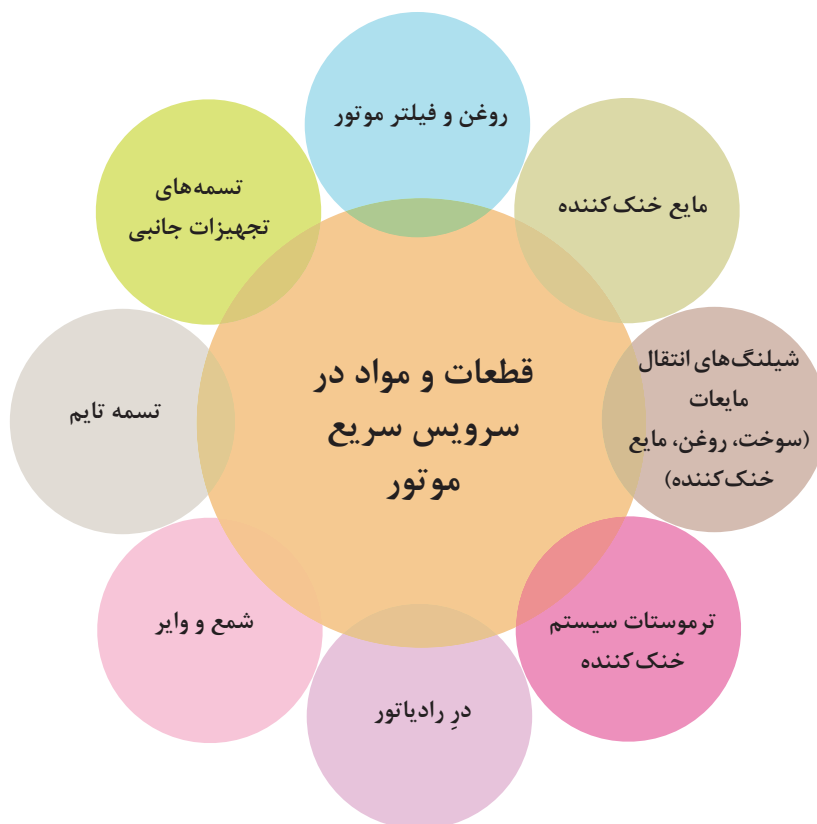 قطعات و مواد در
سرویس سریع
موتور
روغن و فیلتر موتور
مایع خنک‌کننده
شیلنگ‌های انتقال
مایعات
(سوخت، روغن، مایع
خنک‌کننده)
ترموستات سیستم
خنک‌کننده
درِ رادیاتور
شمع و وایر
تسمه تایم
تسمه‌های
تجهیزات جانبی